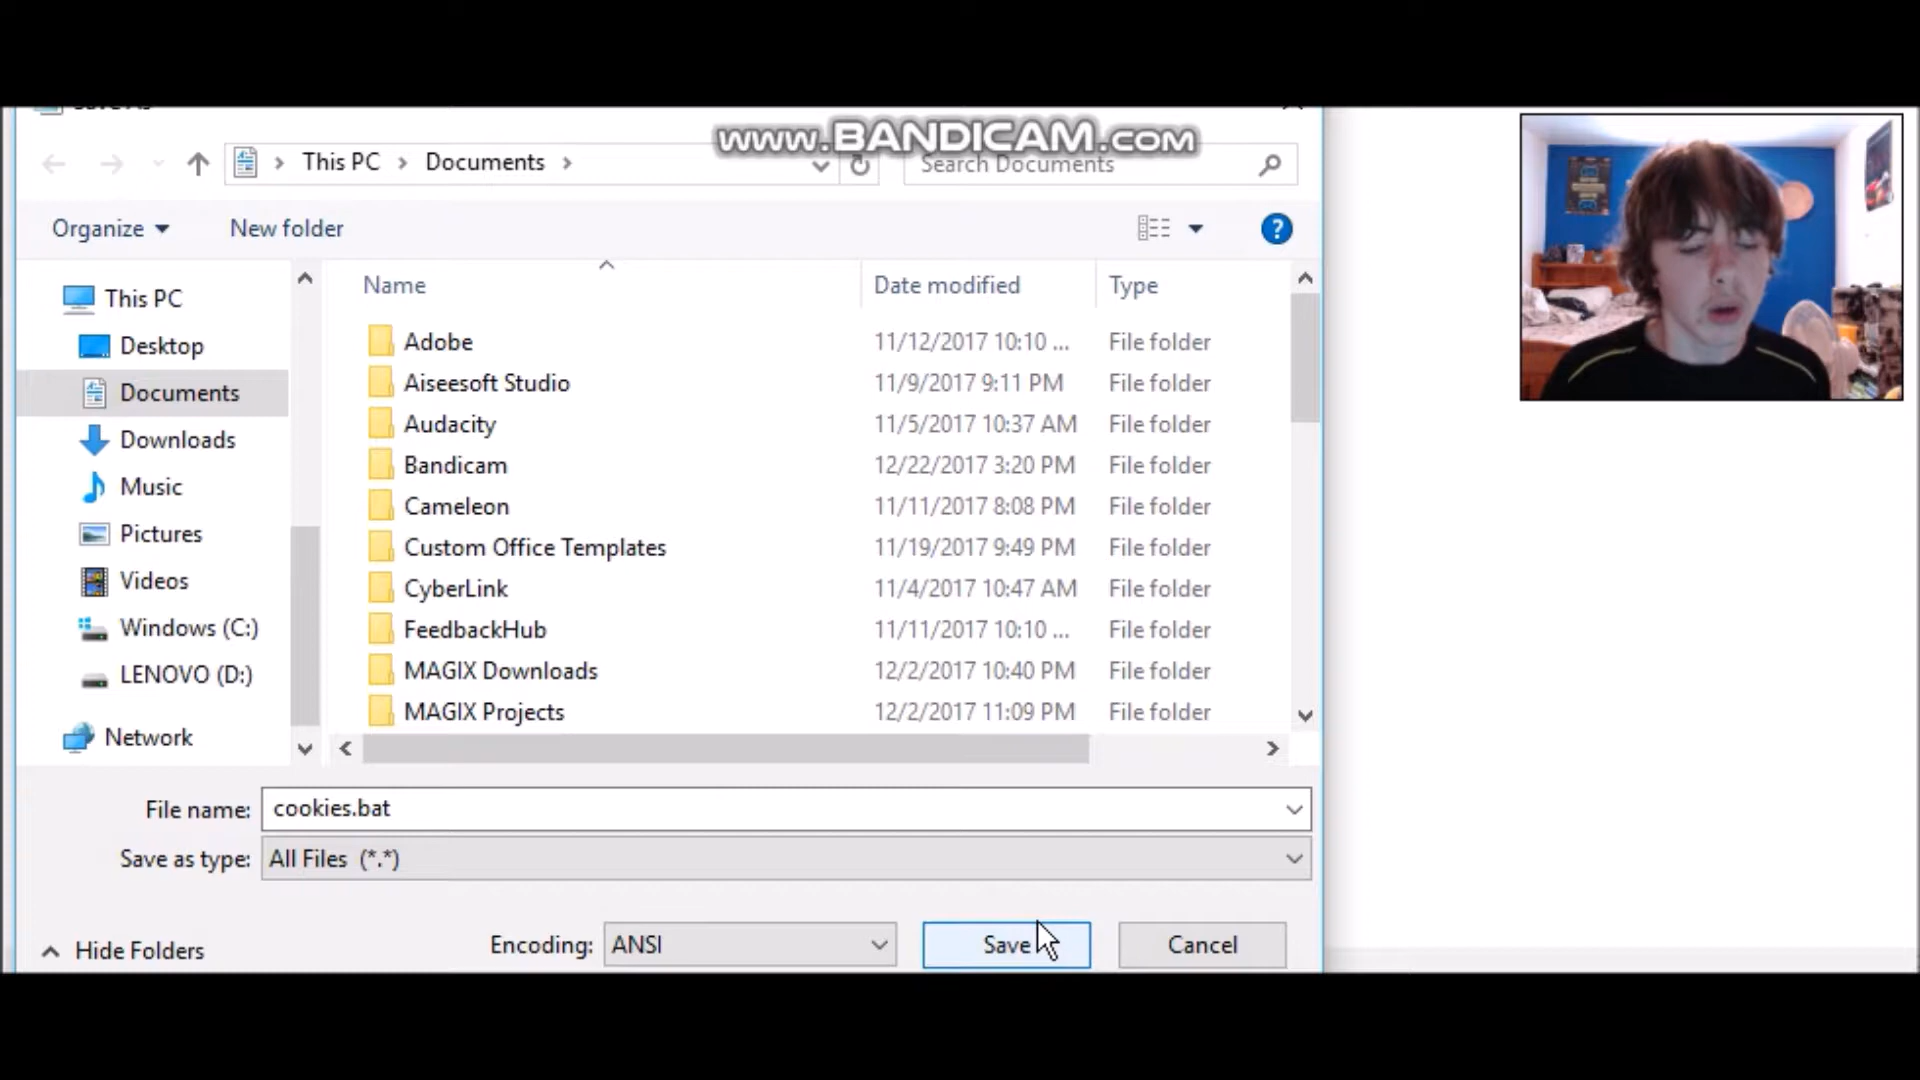 www.BANDICAM.com
This PC > Documents >
Search Documents
Organize
New folder
?
Name
Date modified
Type
This PC
Desktop
Documents
Downloads
Music
Pictures
Videos
Windows (C:)
LENOVO (D:)
Network
Adobe 11/12/2017 10:10 ... File folder
Aiseesoft Studio 11/9/2017 9:11 PM File folder
Audacity 11/5/2017 10:37 AM File folder
Bandicam 12/22/2017 3:20 PM File folder
Cameleon 11/11/2017 8:08 PM File folder
Custom Office Templates 11/19/2017 9:49 PM File folder
CyberLink 11/4/2017 10:47 AM File folder
FeedbackHub 11/11/2017 10:10 ... File folder
MAGIX Downloads 12/2/2017 10:40 PM File folder
MAGIX Projects 12/2/2017 11:09 PM File folder
File name: cookies.bat
Save as type: All Files (*.*)
Hide Folders
Encoding: ANSI
Save
Cancel